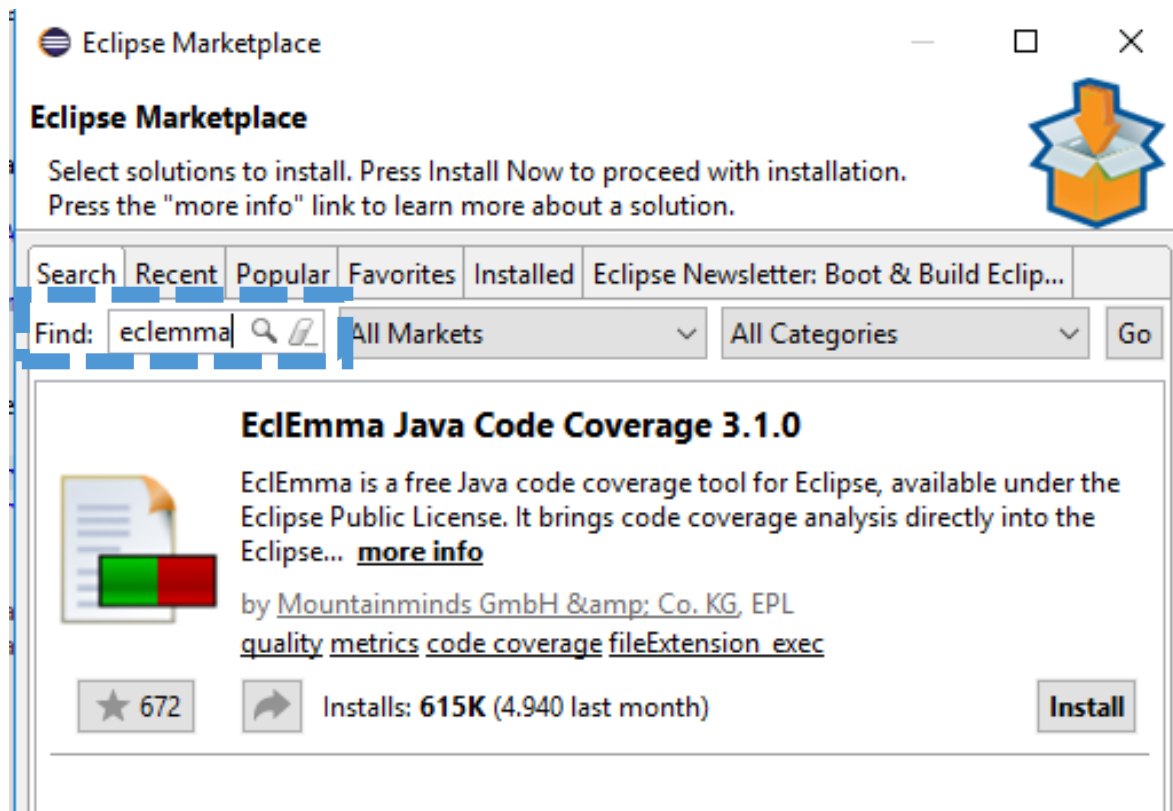 Eclipse Marketplace
Eclipse Marketplace
Select solutions to install. Press Install Now to proceed with installation.
Press the "more info" link to learn more about a solution.
Search Recent Popular Favorites Installed Eclipse Newsletter: Boot & Build Eclip...
Find: eclemma All Markets All Categories Go
EclEmma Java Code Coverage 3.1.0
EclEmma is a free Java code coverage tool for Eclipse, available under the
Eclipse Public License. It brings code coverage analysis directly into the
Eclipse... more info
by Mountainminds GmbH &amp; Co. KG, EPL
quality metrics code coverage fileExtension_exec
672 Installs: 615K (4.940 last month) Install